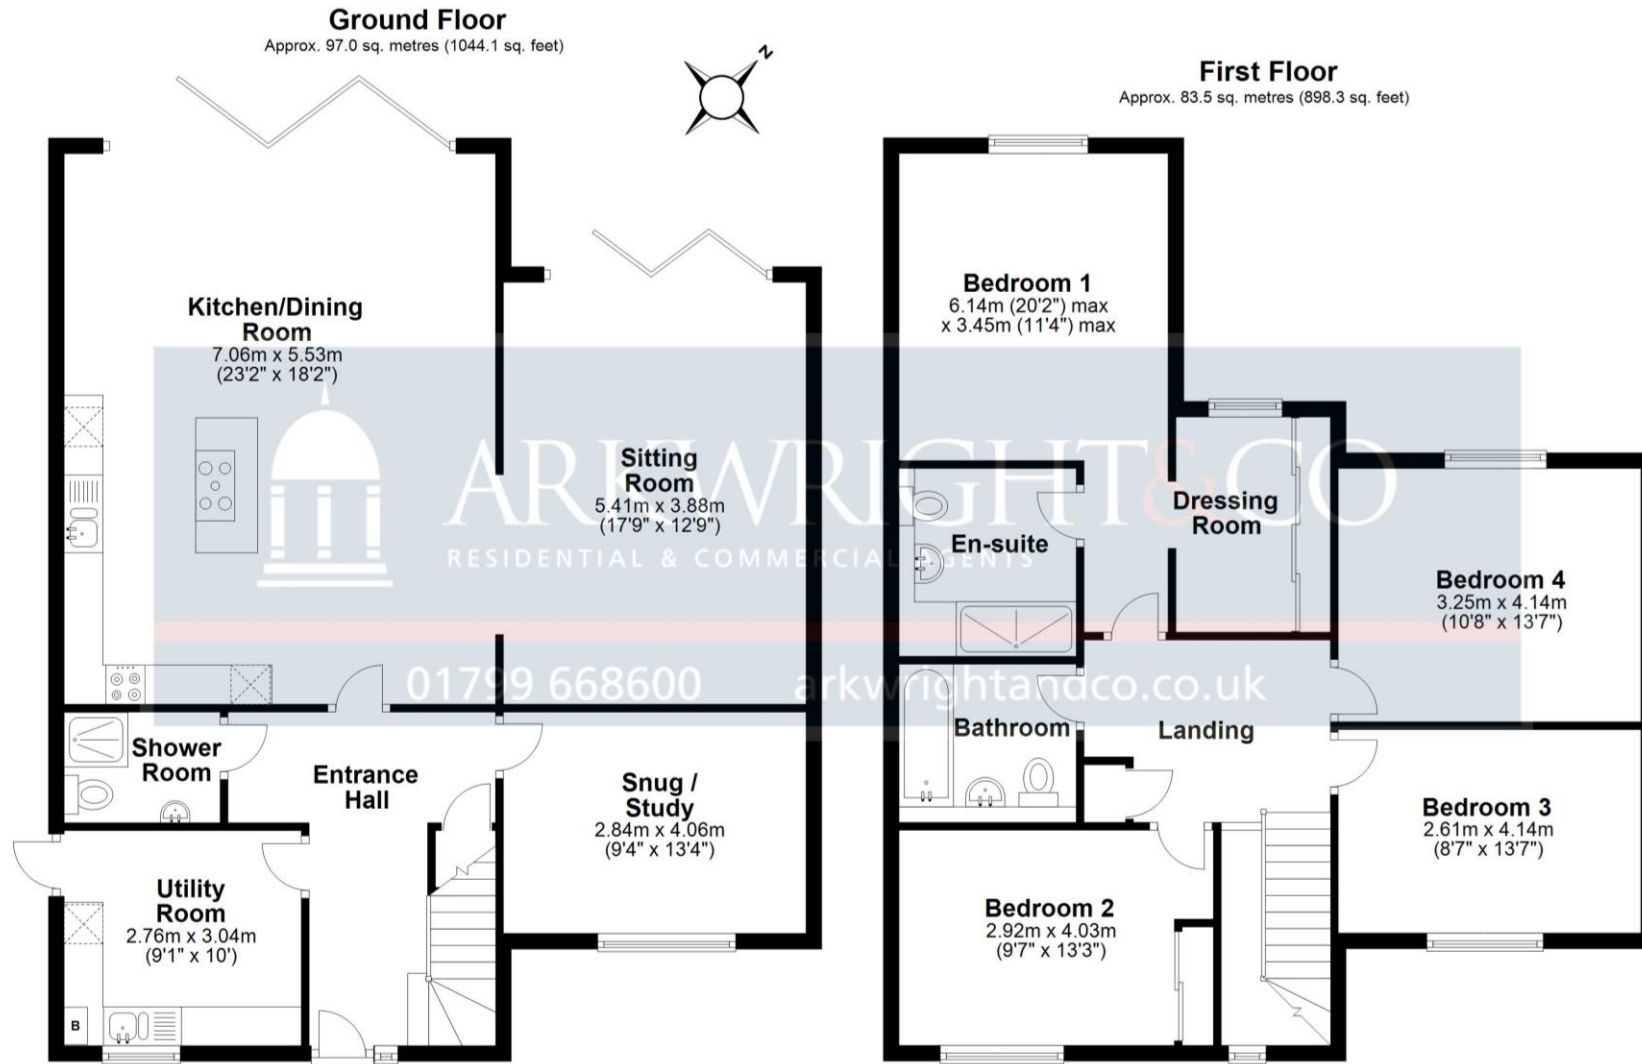 Ground Floor
Approx. 97.0 sq. metres (1044.1 sq. feet)
N
First Floor
Approx. 83.5 sq. metres (898.3 sq. feet)
Kitchen/Dining
Room
7.06m x 5.53m
(23'2" x 18'2")
Sitting
Room
5.41m x 3.88m
(17'9" x 12'9")
Shower
Room
Entrance
Hall
Snug /
Study
2.84m x 4.06m
(9'4" x 13'4")
Utility
Room
2.76m x 3.04m
(9'1" x 10')
B
Bedroom 1
6.14m (20'2") max
x 3.45m (11'4") max
Dressing
Room
En-suite
Bedroom 4
3.25m x 4.14m
(10'8" x 13'7")
Bathroom
Landing
Bedroom 3
2.61m x 4.14m
(8'7" x 13'7")
Bedroom 2
2.92m x 4.03m
(9'7" x 13'3")
ARKWRIGHT&CO
RESIDENTIAL & COMMERCIAL AGENTS
01799 668600 arkwrightandco.co.uk